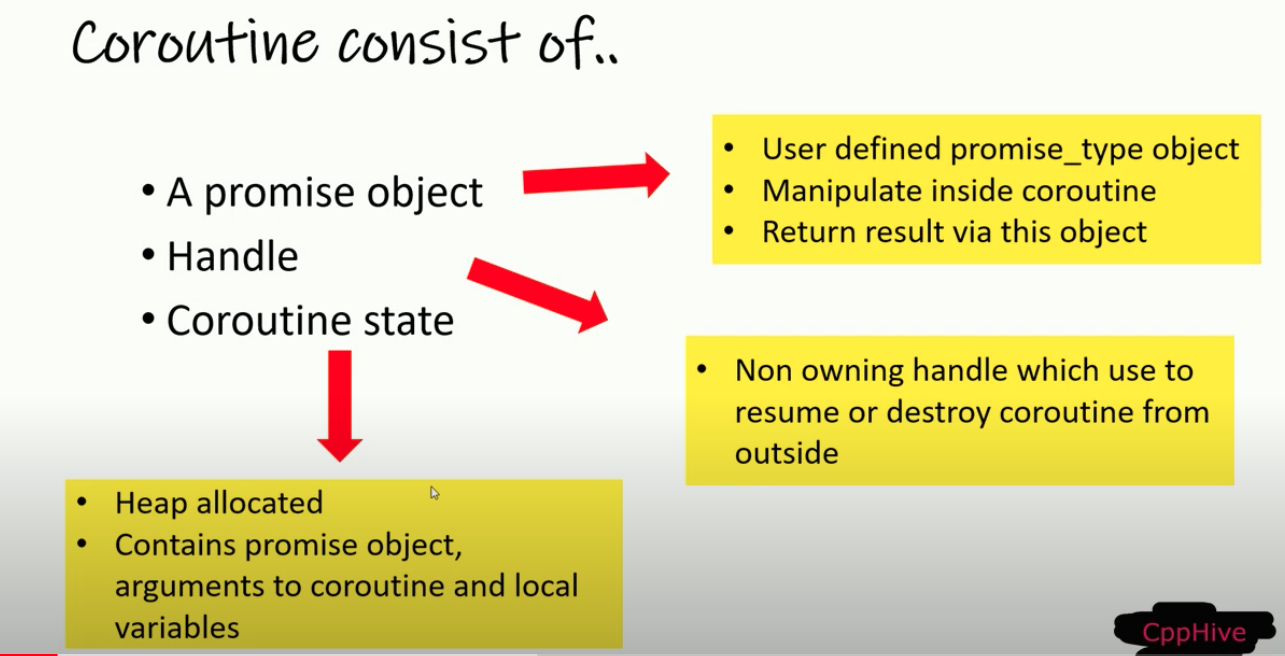 Coroutine consist of..
• A promise object
• Handle
• Coroutine state
• User defined promise_type object
• Manipulate inside coroutine
• Return result via this object
• Non owning handle which use to
resume or destroy coroutine from
outside
• Heap allocated
• Contains promise object,
arguments to coroutine and local
variables
CppHive